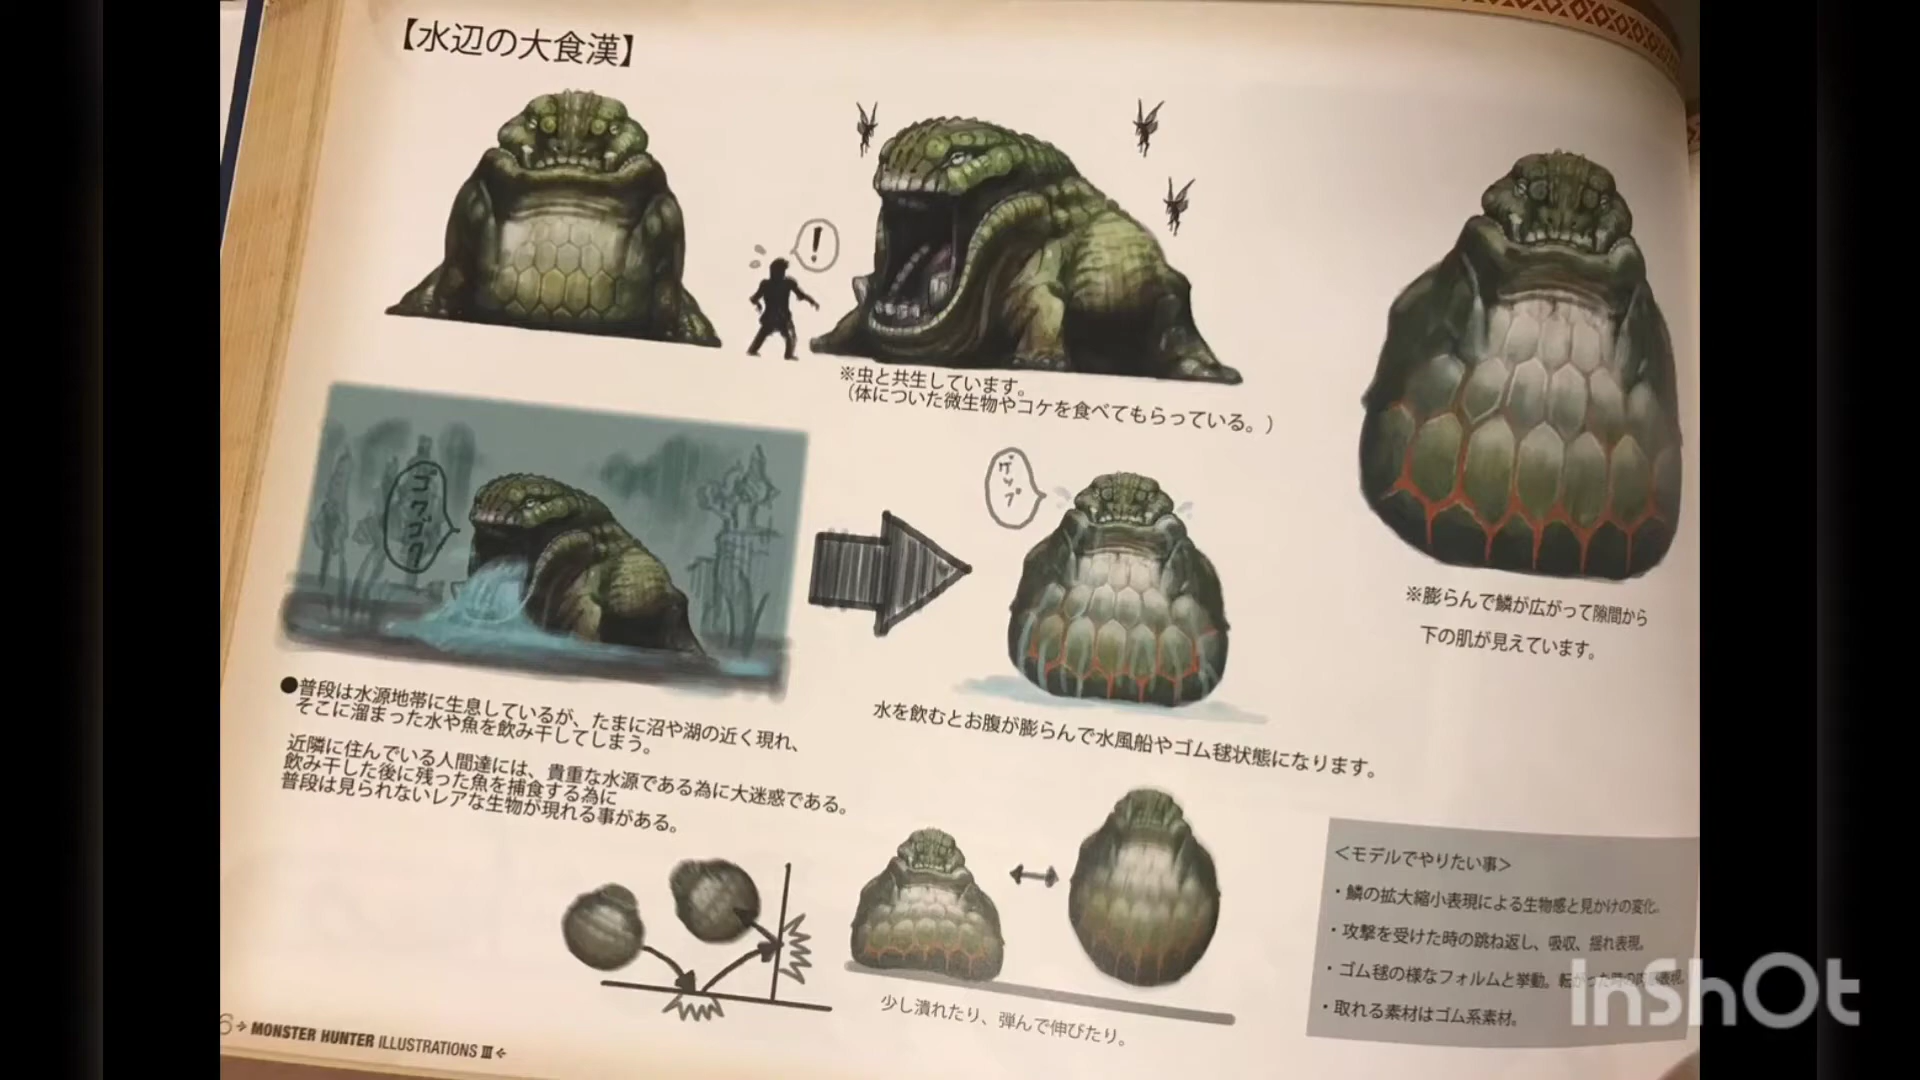 【水辺の大食漢】
!
※虫と共生しています。
（体についた微生物やコケを食べてもらっている。）
ゴクゴク
ゲップ
※膨らんで鱗が広がって隙間から
下の肌が見えています。
●普段は水源地帯に生息しているが、たまに沼や湖の近く現れ、
そこに溜まった水や魚を飲み干してしまう。
近隣に住んでいる人間達には、貴重な水源である為に大迷惑である。
飲み干した後に残った魚を捕食する為に
普段は見られないレアな生物が現れる事がある。
水を飲むとお腹が膨らんで水風船やゴム毬状態になります。
少し潰れたり、弾んで伸びたり。
＜モデルでやりたい事＞
・鱗の拡大縮小表現による生物感と見かけの変化。
・攻撃を受けた時の跳ね返し、吸収、揺れ表現。
・ゴム毬の様なフォルムと挙動。転がった時の表現。
・取れる素材はゴム系素材。
6 MONSTER HUNTER ILLUSTRATIONS III
InShOt